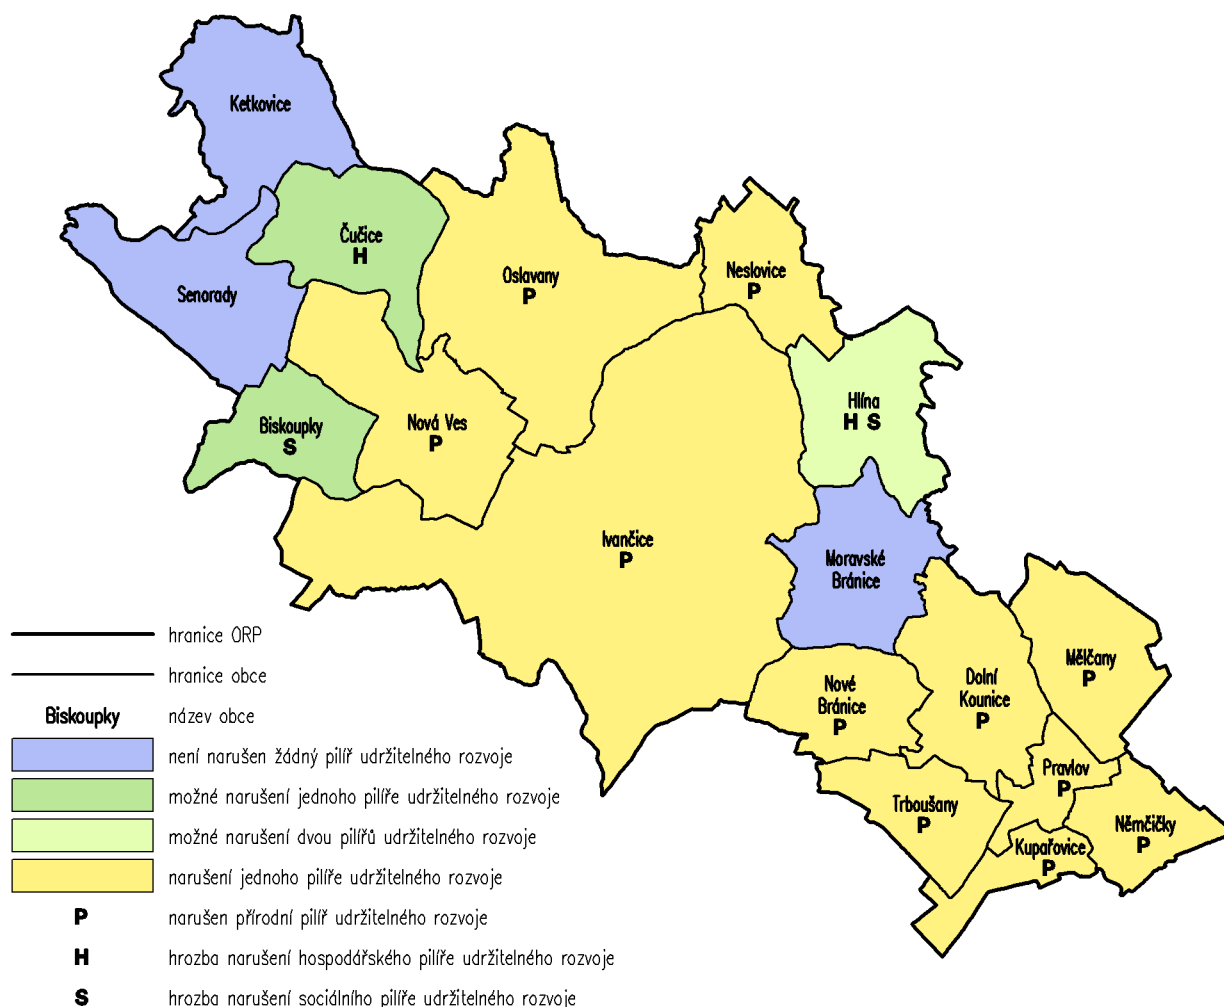 Ketkovice
Čučice
H
Senorady
Oslavany
P
Neslovice
P
Biskoupky
S
Nová Ves
P
Hlína
H S
Ivančice
P
Moravské
Bránice
Nové
Bránice
P
Dolní
Kounice
P
Mělčany
P
Pravlov
P
Trboušany
P
Kupařovice
P
Němčičky
P
hranice ORP
hranice obce
Biskoupky název obce
není narušen žádný pilíř udržitelného rozvoje
možné narušení jednoho pilíře udržitelného rozvoje
možné narušení dvou pilířů udržitelného rozvoje
narušení jednoho pilíře udržitelného rozvoje
P narušen přírodní pilíř udržitelného rozvoje
H hrozba narušení hospodářského pilíře udržitelného rozvoje
S hrozba narušení sociálního pilíře udržitelného rozvoje